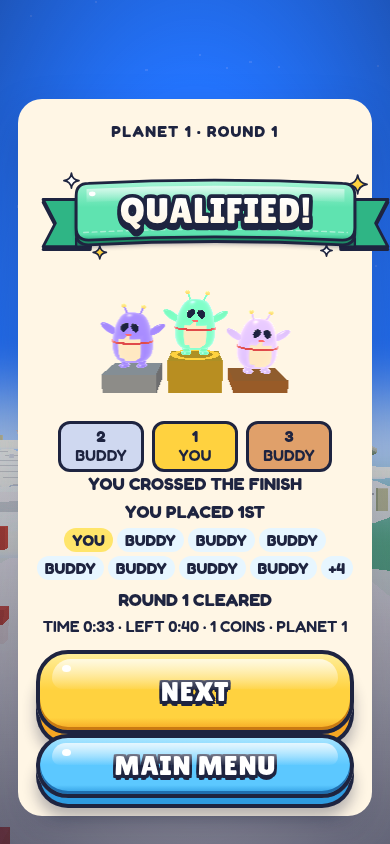 PLANET 1 · ROUND 1
QUALIFIED!
2 1 3
BUDDY YOU BUDDY
YOU CROSSED THE FINISH
YOU PLACED 1ST
YOU BUDDY BUDDY BUDDY
BUDDY BUDDY BUDDY BUDDY +4
ROUND 1 CLEARED
TIME 0:33 · LEFT 0:40 · 1 COINS · PLANET 1
NEXT
MAIN MENU